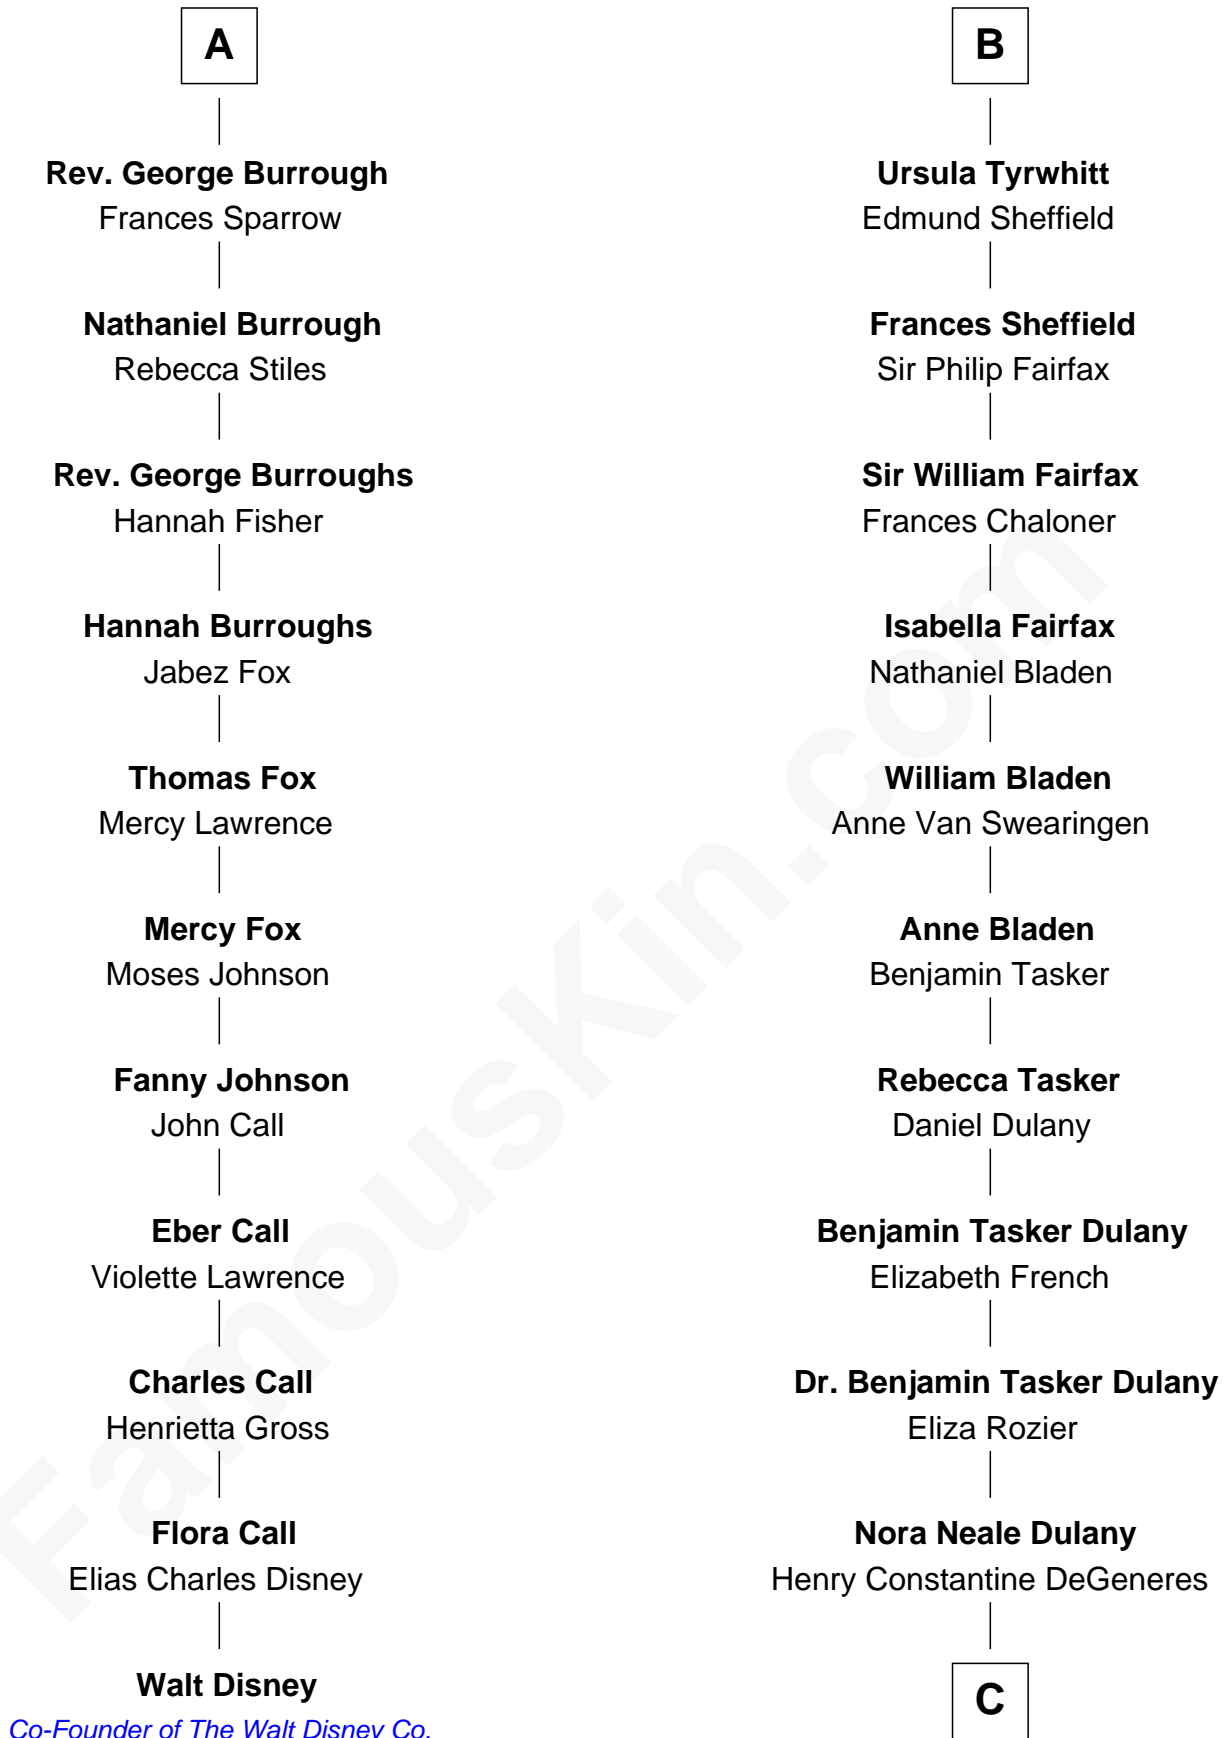 A
Rev. George Burrough
Frances Sparrow
Nathaniel Burrough
Rebecca Stiles
Rev. George Burroughs
Hannah Fisher
Hannah Burroughs
Jabez Fox
Thomas Fox
Mercy Lawrence
Mercy Fox
Moses Johnson
Fanny Johnson
John Call
Eber Call
Violette Lawrence
Charles Call
Henrietta Gross
Flora Call
Elias Charles Disney
Walt Disney
Co-Founder of The Walt Disney Co.
B
Ursula Tyrwhitt
Edmund Sheffield
Frances Sheffield
Sir Philip Fairfax
Sir William Fairfax
Frances Chaloner
Isabella Fairfax
Nathaniel Bladen
William Bladen
Anne Van Swearingen
Anne Bladen
Benjamin Tasker
Rebecca Tasker
Daniel Dulany
Benjamin Tasker Dulany
Elizabeth French
Dr. Benjamin Tasker Dulany
Eliza Rozier
Nora Neale Dulany
Henry Constantine DeGeneres
C
FamousKin.com